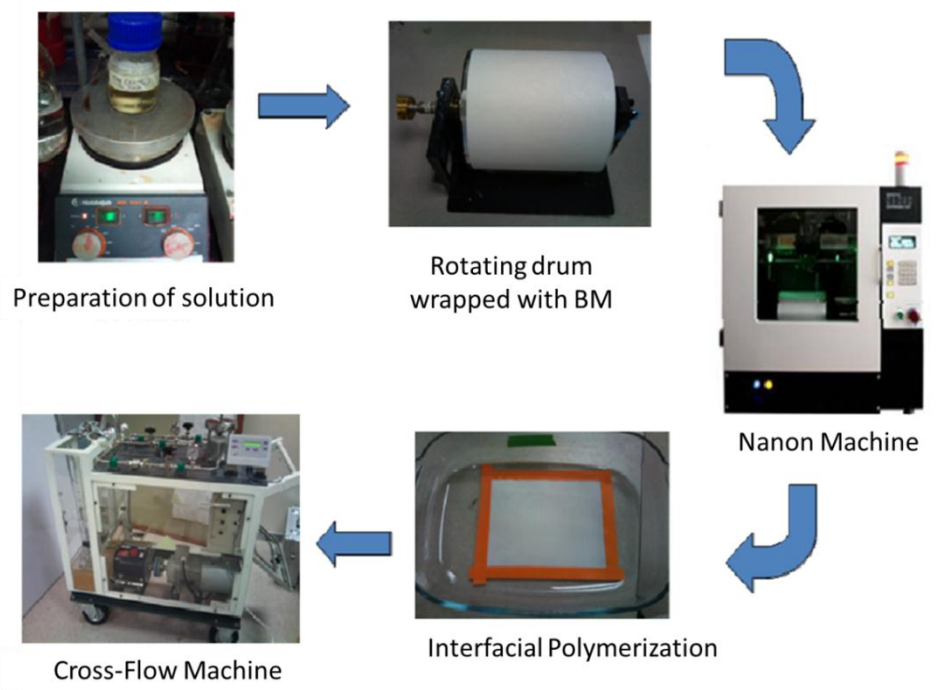 Preparation of solution
Rotating drum
wrapped with BM
Nanon Machine
Interfacial Polymerization
Cross-Flow Machine